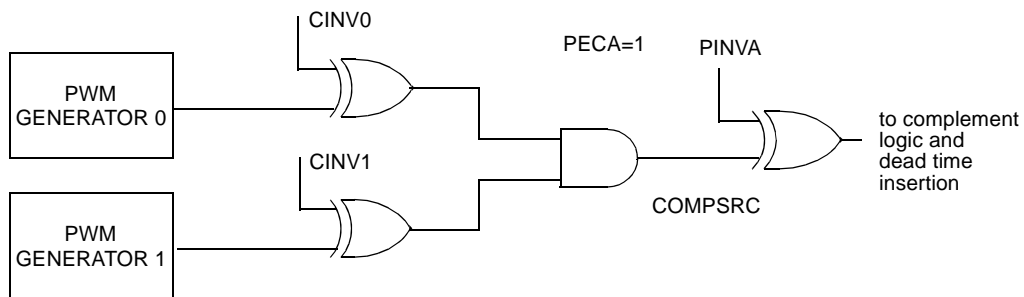 CINV0
PECA=1
PINVA
PWM
GENERATOR 0
to complement
logic and
dead time
insertion
CINV1
COMPSRC
PWM
GENERATOR 1